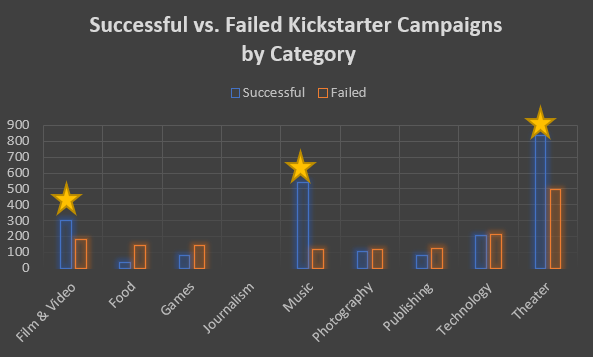 Successful vs. Failed Kickstarter Campaigns
by Category
Successful Failed
900
800
700
600
500
400
300
200
100
0
Film & Video
Food
Games
Journalism
Music
Photography
Publishing
Technology
Theater